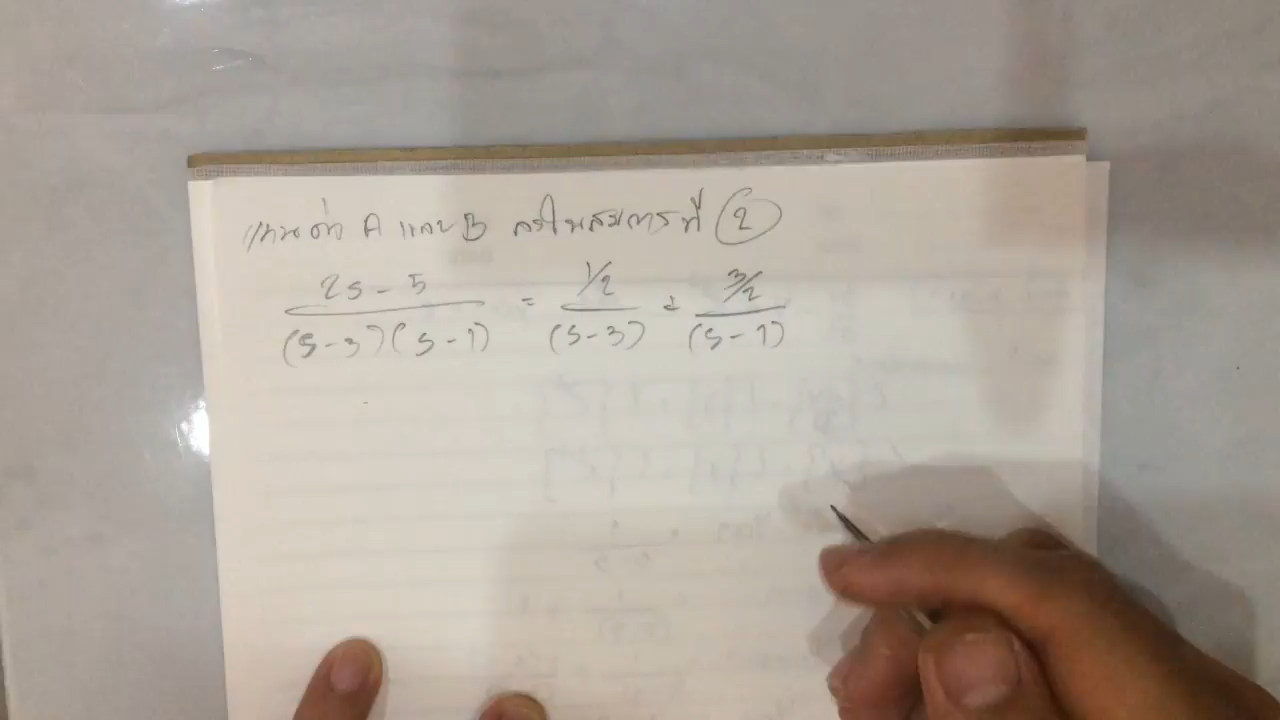 แทนค่า A และ B ลงในสมการที่ ②
2s - 5 / (s-3)(s-1) = 1/2 / (s-3) + 3/2 / (s-1)